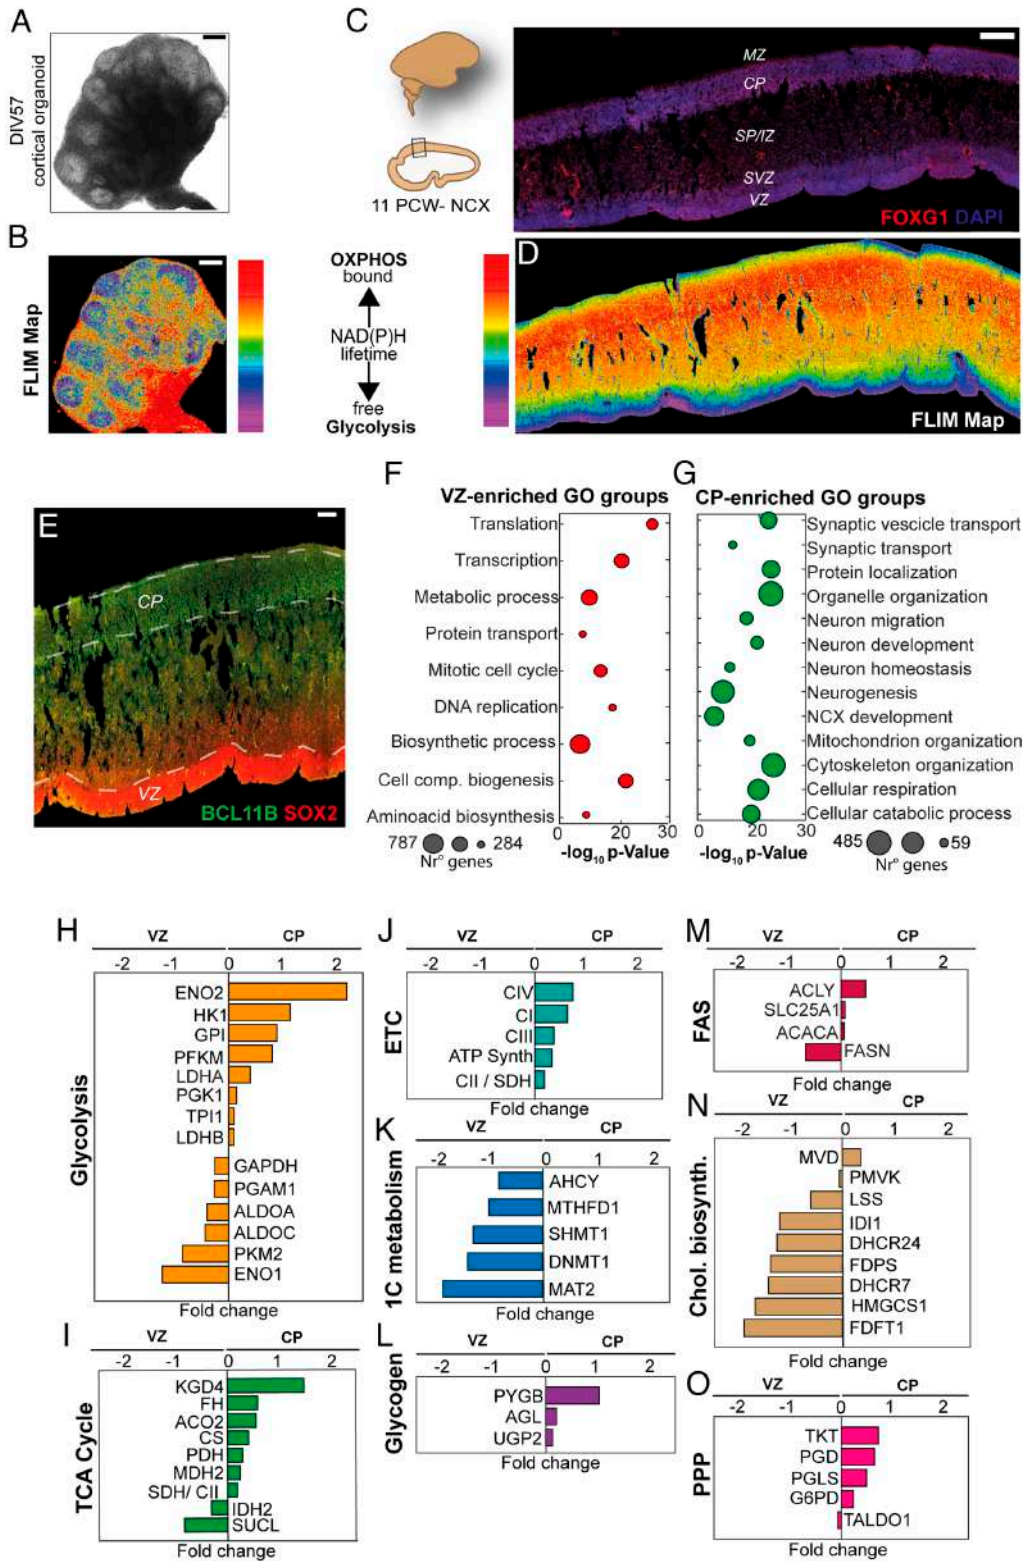 A
DIV57
cortical organoid
B
FLIM Map
OXPHOS
bound
NAD(P)H
lifetime
free
Glycolysis
C
11 PCW- NCX
MZ
CP
SP/IZ
SVZ
VZ
FOXG1 DAPI
D
FLIM Map
E
CP
VZ
BCL11B SOX2
F
VZ-enriched GO groups
Translation
Transcription
Metabolic process
Protein transport
Mitotic cell cycle
DNA replication
Biosynthetic process
Cell comp. biogenesis
Aminoacid biosynthesis
0 20 30
-log10 p-Value
787 284
Nrº genes
G
CP-enriched GO groups
Synaptic vescicle transport
Synaptic transport
Protein localization
Organelle organization
Neuron migration
Neuron development
Neuron homeostasis
Neurogenesis
NCX development
Mitochondrion organization
Cytoskeleton organization
Cellular respiration
Cellular catabolic process
0 20 30
-log10 p-Value
485 59
Nrº genes
H
VZ CP
-2 -1 0 1 2
Glycolysis
ENO2
HK1
GPI
PFKM
LDHA
PGK1
TPI1
LDHB
GAPDH
PGAM1
ALDOA
ALDOC
PKM2
ENO1
Fold change
I
VZ CP
-2 -1 0 1 2
TCA Cycle
KGD4
FH
ACO2
CS
PDH
MDH2
SDH/ CII
IDH2
SUCL
Fold change
J
VZ CP
-2 -1 0 1 2
ETC
CIV
CI
CIII
ATP Synth
CII / SDH
Fold change
K
VZ CP
-2 -1 0 1 2
1C metabolism
AHCY
MTHFD1
SHMT1
DNMT1
MAT2
Fold change
L
VZ CP
-2 -1 0 1 2
Glycogen
PYGB
AGL
UGP2
Fold change
M
VZ CP
-2 -1 0 1 2
FAS
ACLY
SLC25A1
ACACA
FASN
Fold change
N
VZ CP
-2 -1 0 1 2
Chol. biosynth.
MVD
PMVK
LSS
IDI1
DHCR24
FDPS
DHCR7
HMGCS1
FDFT1
Fold change
O
VZ CP
-2 -1 0 1 2
PPP
TKT
PGD
PGLS
G6PD
TALDO1
Fold change